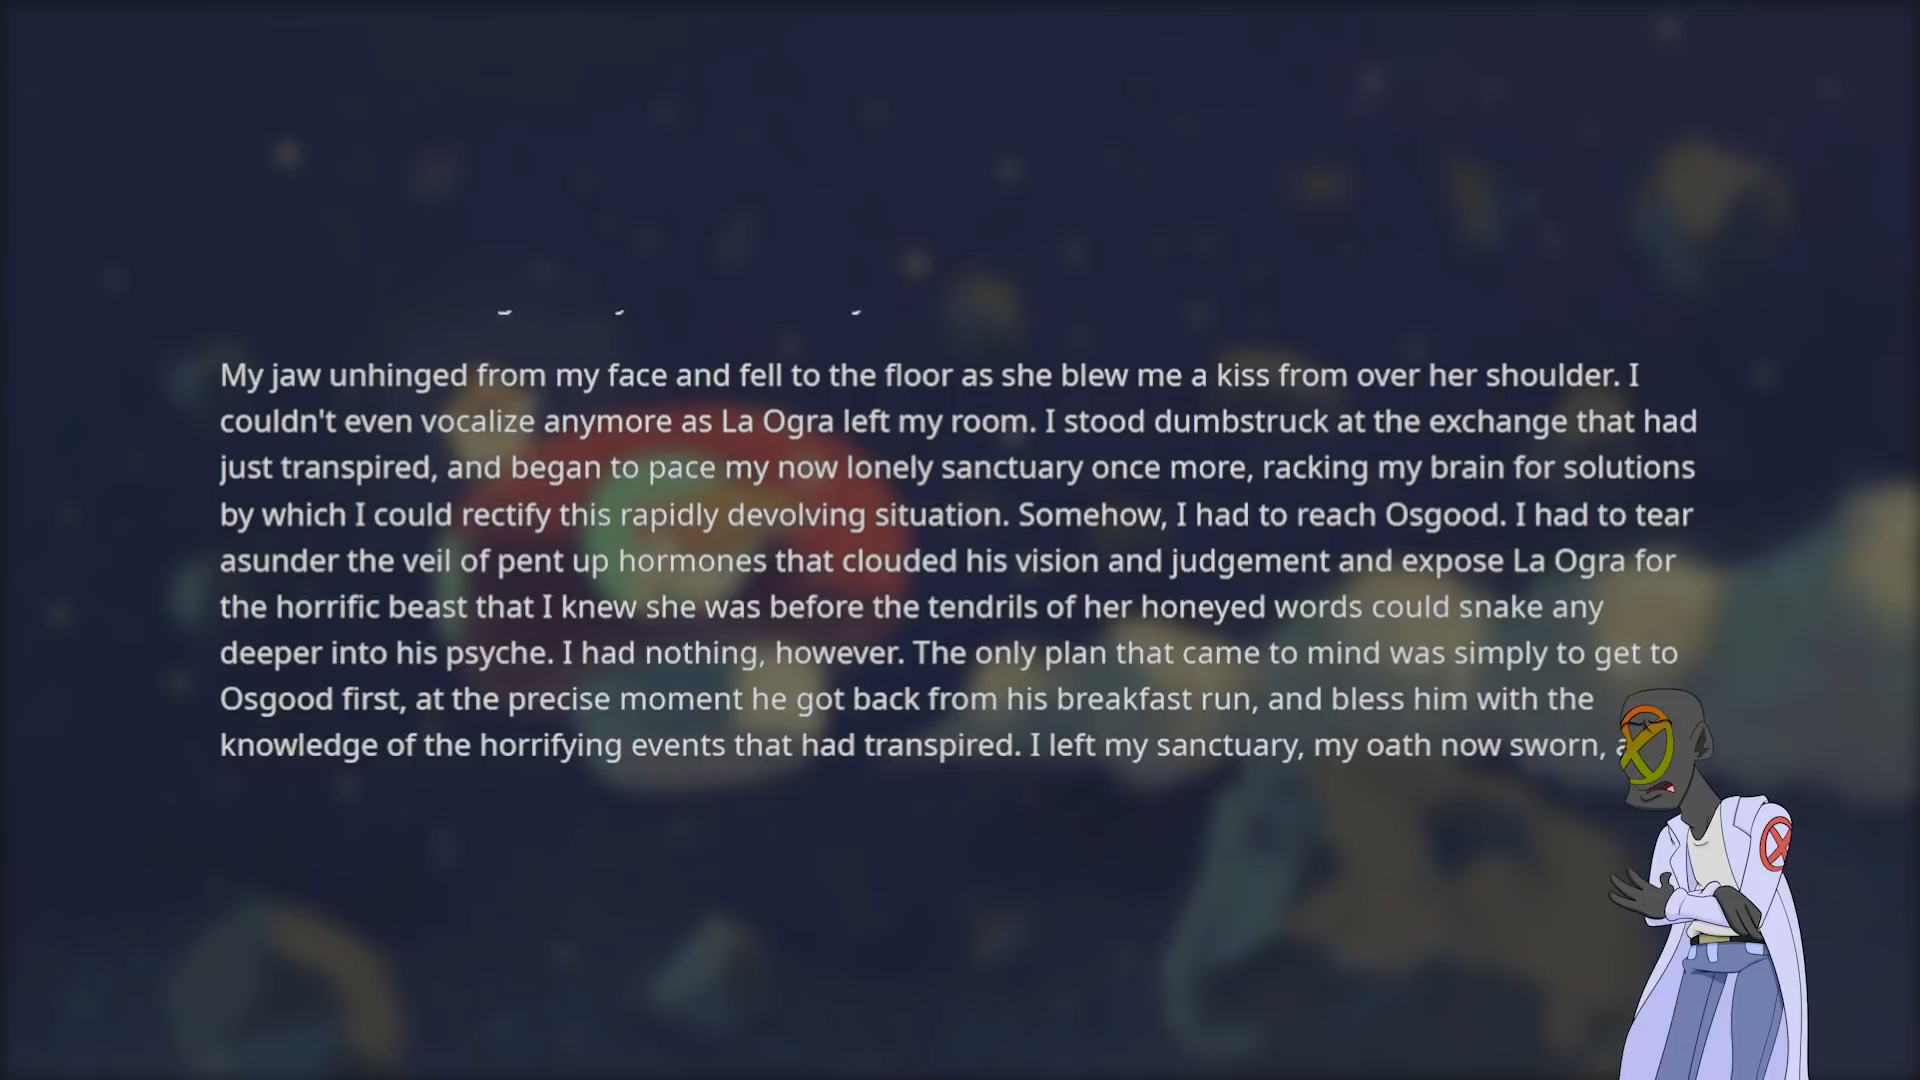 My jaw unhinged from my face and fell to the floor as she blew me a kiss from over her shoulder. I
couldn't even vocalize anymore as La Ogra left my room. I stood dumbstruck at the exchange that had
just transpired, and began to pace my now lonely sanctuary once more, racking my brain for solutions
by which I could rectify this rapidly devolving situation. Somehow, I had to reach Osgood. I had to tear
asunder the veil of pent up hormones that clouded his vision and judgement and expose La Ogra for
the horrific beast that I knew she was before the tendrils of her honeyed words could snake any
deeper into his psyche. I had nothing, however. The only plan that came to mind was simply to get to
Osgood first, at the precise moment he got back from his breakfast run, and bless him with the
knowledge of the horrifying events that had transpired. I left my sanctuary, my oath now sworn,